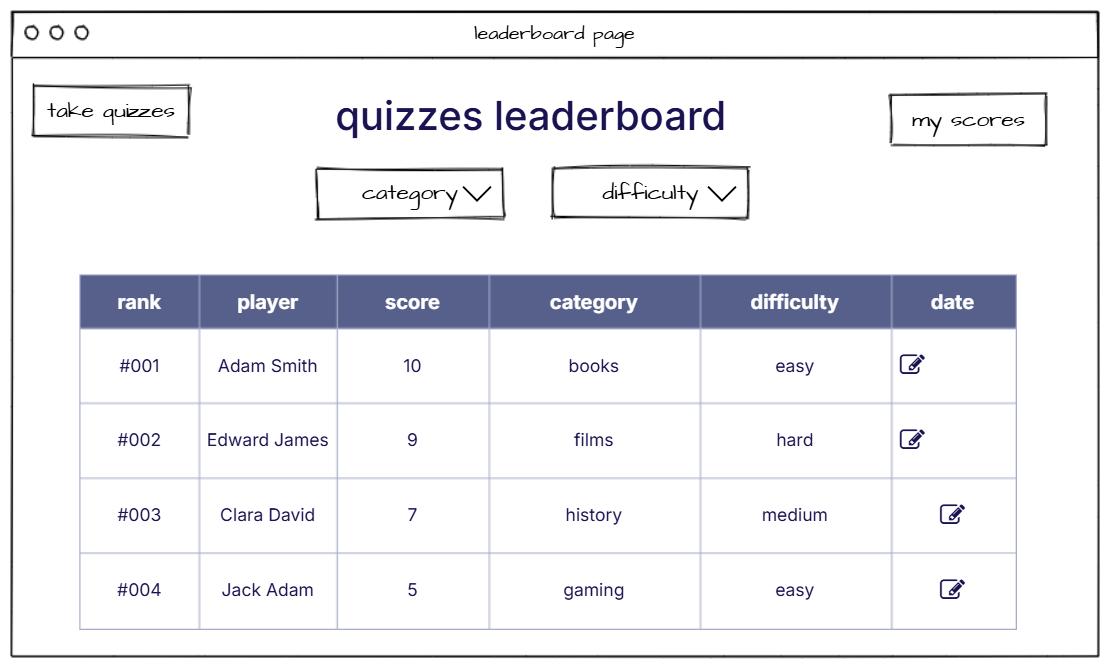 leaderboard page
take quizzes
quizzes leaderboard
my scores
category
difficulty
rank player score category difficulty date
#001 Adam Smith 10 books easy
#002 Edward James 9 films hard
#003 Clara David 7 history medium
#004 Jack Adam 5 gaming easy